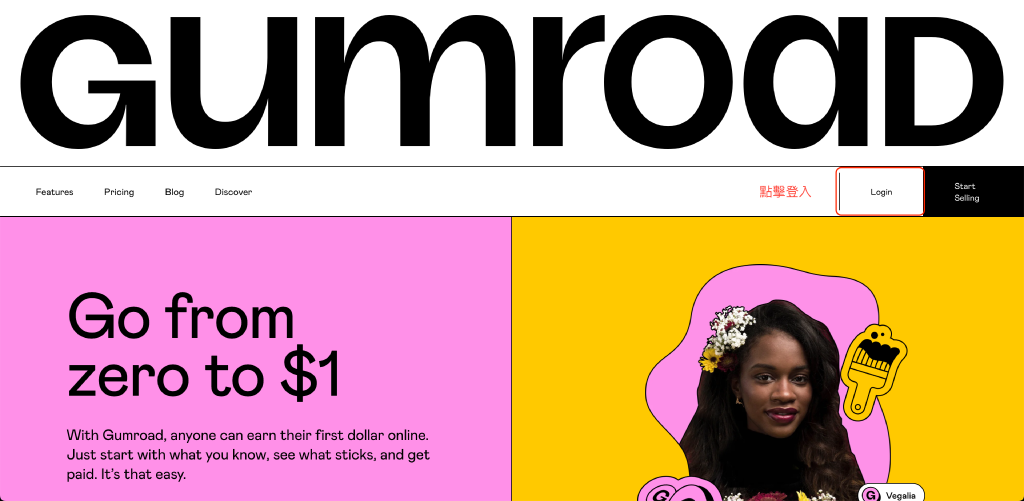 GUMROAD
Features
Pricing
Blog
Discover
點擊登入
Login
Start
Selling
Go from
zero to $1
With Gumroad, anyone can earn their first dollar online.
Just start with what you know, see what sticks, and get
paid. It's that easy.
G
G
Vegalia